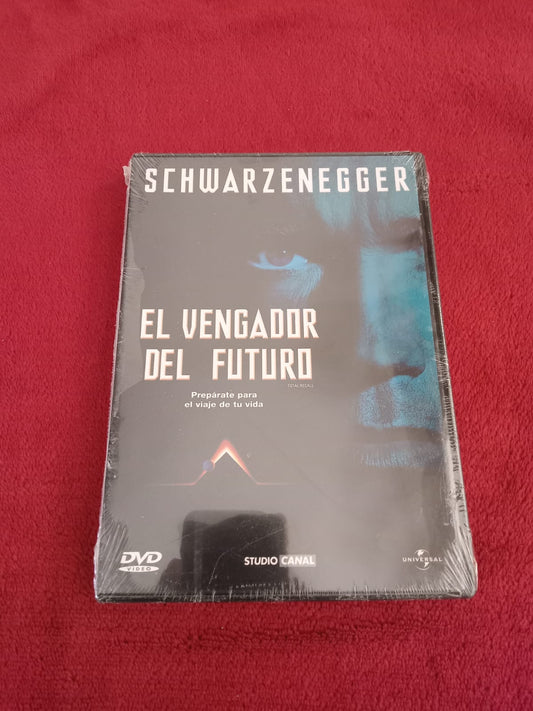 SCHWARZENEGGER
EL VENGADOR
DEL FUTURO
TOTAL RECALL
Prepárate para
el viaje de tu vida
DVD
VIDEO
STUDIO CANAL
UNIVERSAL